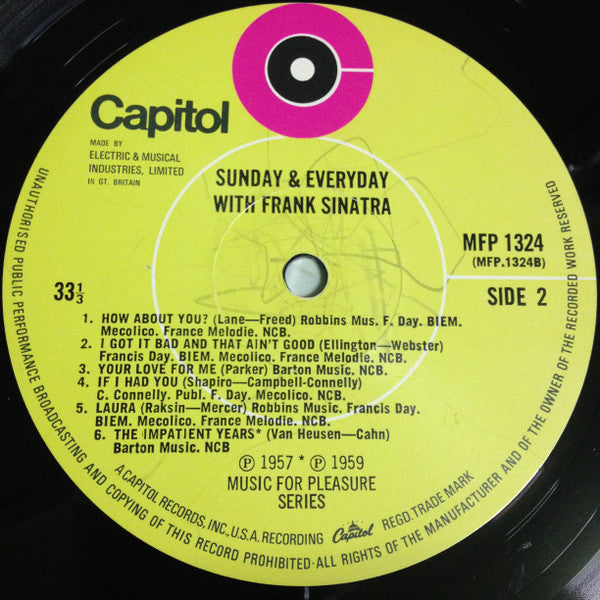 Capitol
MADE BY
ELECTRIC & MUSICAL
INDUSTRIES, LIMITED
IN GT. BRITAIN
SUNDAY & EVERYDAY
WITH FRANK SINATRA
MFP 1324
(MFP.1324B)
33⅓
SIDE 2
1. HOW ABOUT YOU? (Lane—Freed) Robbins Mus. F. Day. BIEM.
Mecolico. France Melodie. NCB.
2. I GOT IT BAD AND THAT AIN'T GOOD (Ellington—Webster)
Francis Day. BIEM. Mecolico. France Melodie. NCB.
3. YOUR LOVE FOR ME (Parker) Barton Music. NCB.
4. IF I HAD YOU (Shapiro—Campbell-Connelly)
C. Connelly. Publ. F. Day. Mecolico. NCB.
5. LAURA (Raksin—Mercer) Robbins Music. Francis Day.
BIEM. Mecolico. France Melodie. NCB.
6. THE IMPATIENT YEARS* (Van Heusen—Cahn)
Barton Music. NCB
℗ 1957 * ℗ 1959
MUSIC FOR PLEASURE
SERIES
A CAPITOL RECORDS, INC., U.S.A. RECORDING Capitol REGD. TRADE MARK
UNAUTHORISED PUBLIC PERFORMANCE BROADCASTING AND COPYING OF THIS RECORD PROHIBITED·ALL RIGHTS OF THE MANUFACTURER AND OF THE OWNER OF THE RECORDED WORK RESERVED